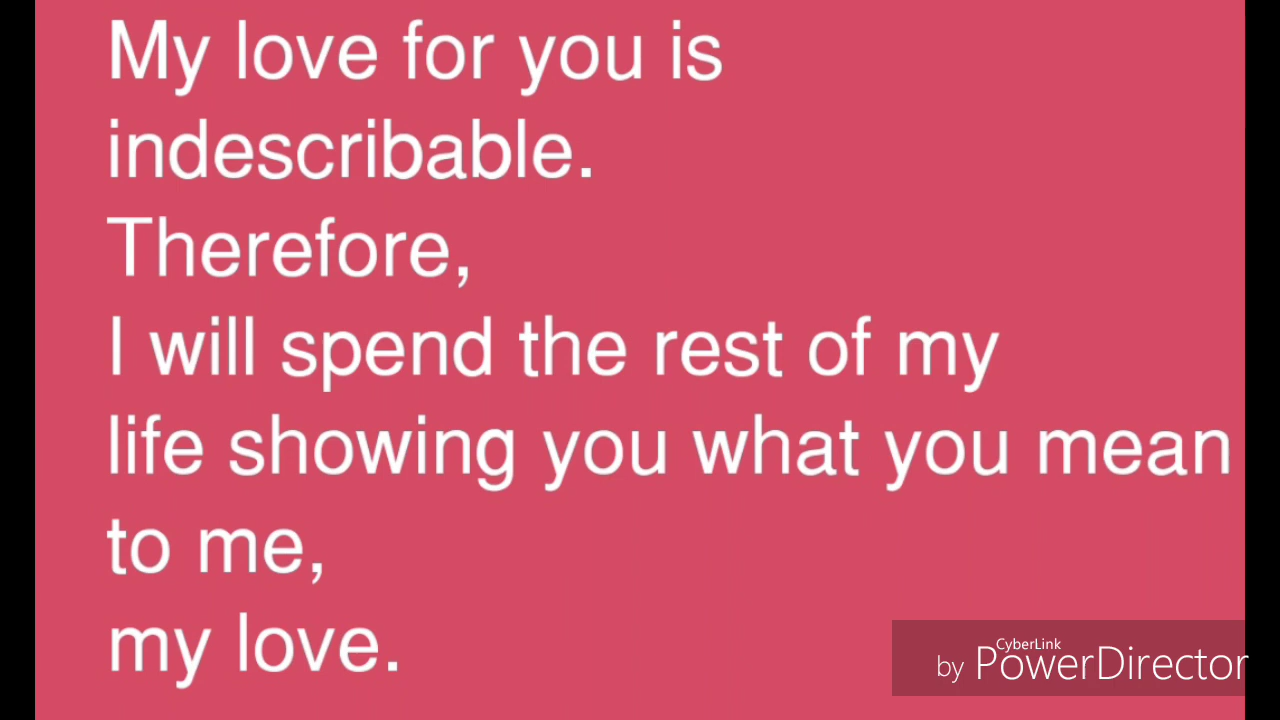 My love for you is
indescribable.
Therefore,
I will spend the rest of my
life showing you what you mean
to me,
my love.
CyberLink
by PowerDirector